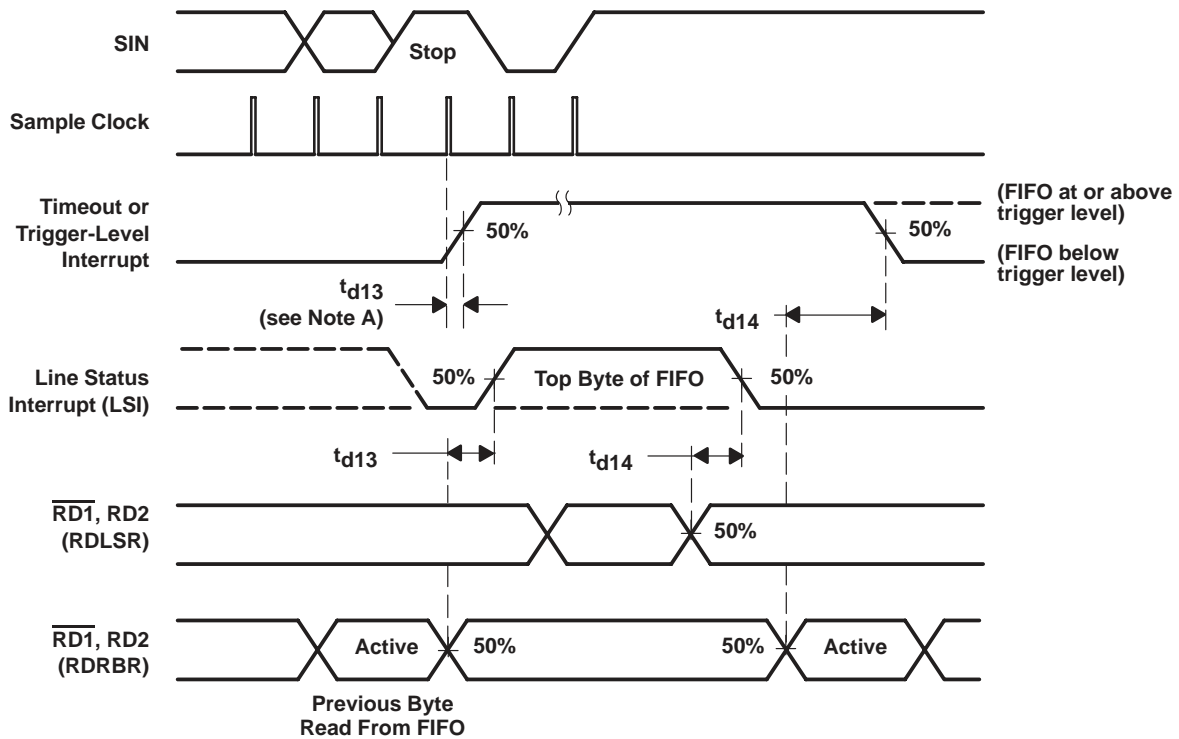 SIN
Stop
Sample Clock
Timeout or
Trigger-Level
Interrupt
50%
50%
(FIFO at or above
trigger level)
(FIFO below
trigger level)
td13
(see Note A)
td14
Line Status
Interrupt (LSI)
50%
Top Byte of FIFO
50%
td13
td14
RD1, RD2
(RDLSR)
50%
RD1, RD2
(RDRBR)
Active
50%
50%
Active
Previous Byte
Read From FIFO